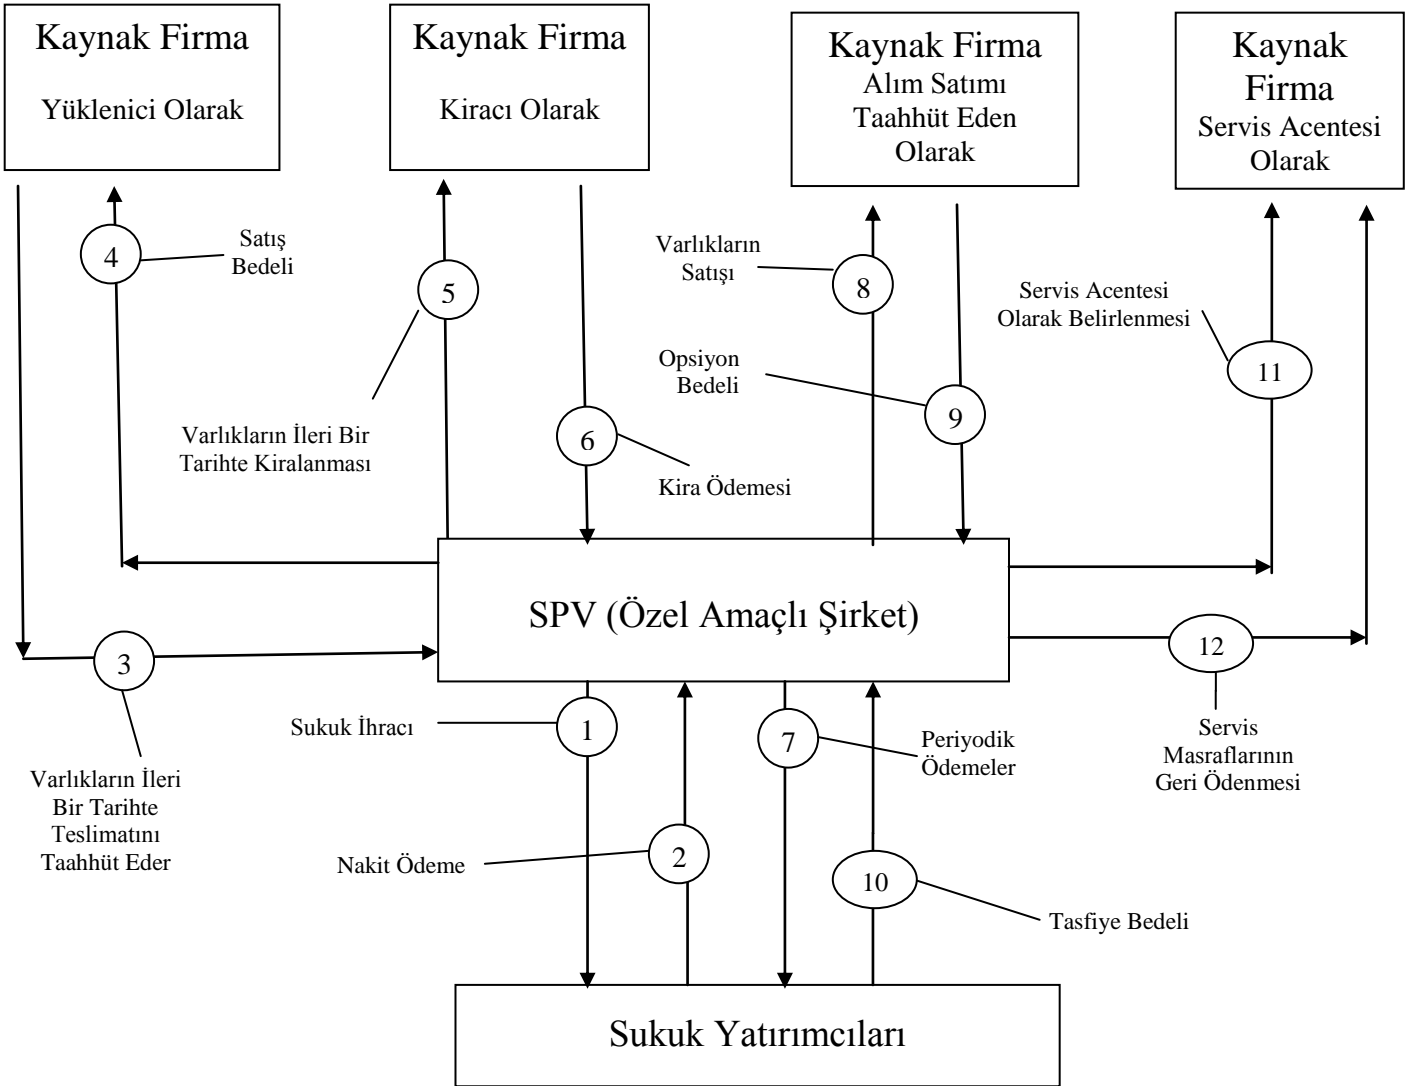 Kaynak Firma
Yüklenici Olarak
Kaynak Firma
Kiracı Olarak
Kaynak Firma
Alım Satımı
Taahhüt Eden
Olarak
Kaynak
Firma
Servis Acentesi
Olarak
4
Satış
Bedeli
5
Varlıkların İleri Bir
Tarihte Kiralanması
6
Kira Ödemesi
Varlıkların
Satışı
8
Opsiyon
Bedeli
9
Servis Acentesi
Olarak Belirlenmesi
11
SPV (Özel Amaçlı Şirket)
3
Varlıkların İleri
Bir Tarihte
Teslimatını
Taahhüt Eder
12
Servis
Masraflarının
Geri Ödenmesi
Sukuk İhracı
1
Nakit Ödeme
2
7
Periyodik
Ödemeler
10
Tasfiye Bedeli
Sukuk Yatırımcıları